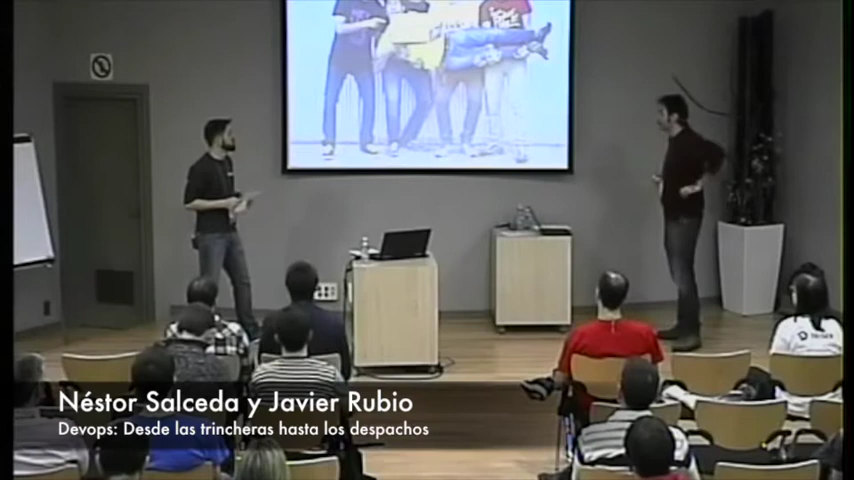 Néstor Salceda y Javier Rubio
Devops: Desde las trincheras hasta los despachos